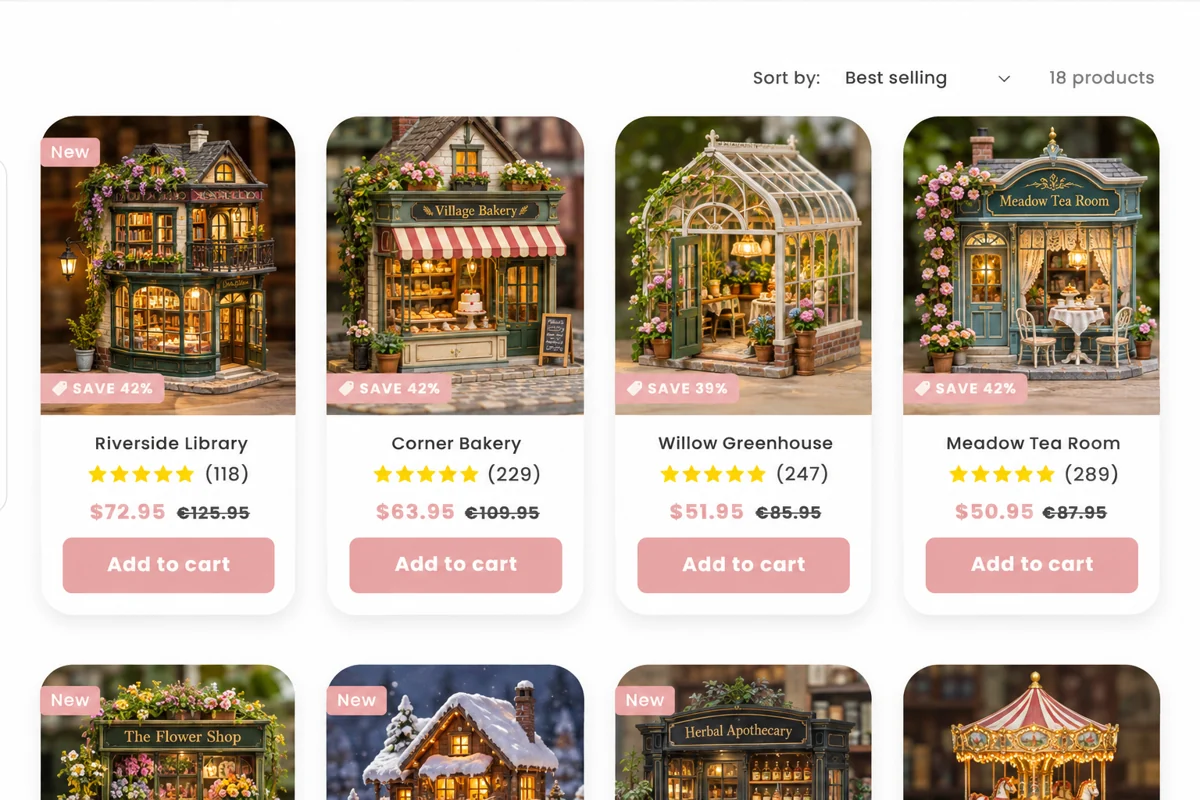 Sort by: Best selling 18 products
New
Village Bakery
Meadow Tea Room
SAVE 42%
SAVE 42%
SAVE 39%
SAVE 42%
Riverside Library
Corner Bakery
Willow Greenhouse
Meadow Tea Room
(118)
(229)
(247)
(289)
$72.95 €125.95
$63.95 €109.95
$51.95 €85.95
$50.95 €87.95
Add to cart
Add to cart
Add to cart
Add to cart
New
New
New
The Flower Shop
Herbal Apothecary